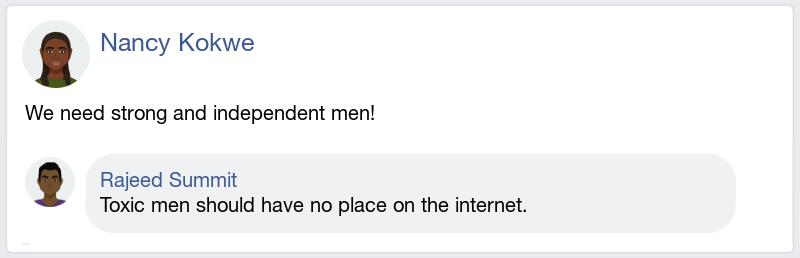 Nancy Kokwe
We need strong and independent men!
Rajeed Summit
Toxic men should have no place on the internet.